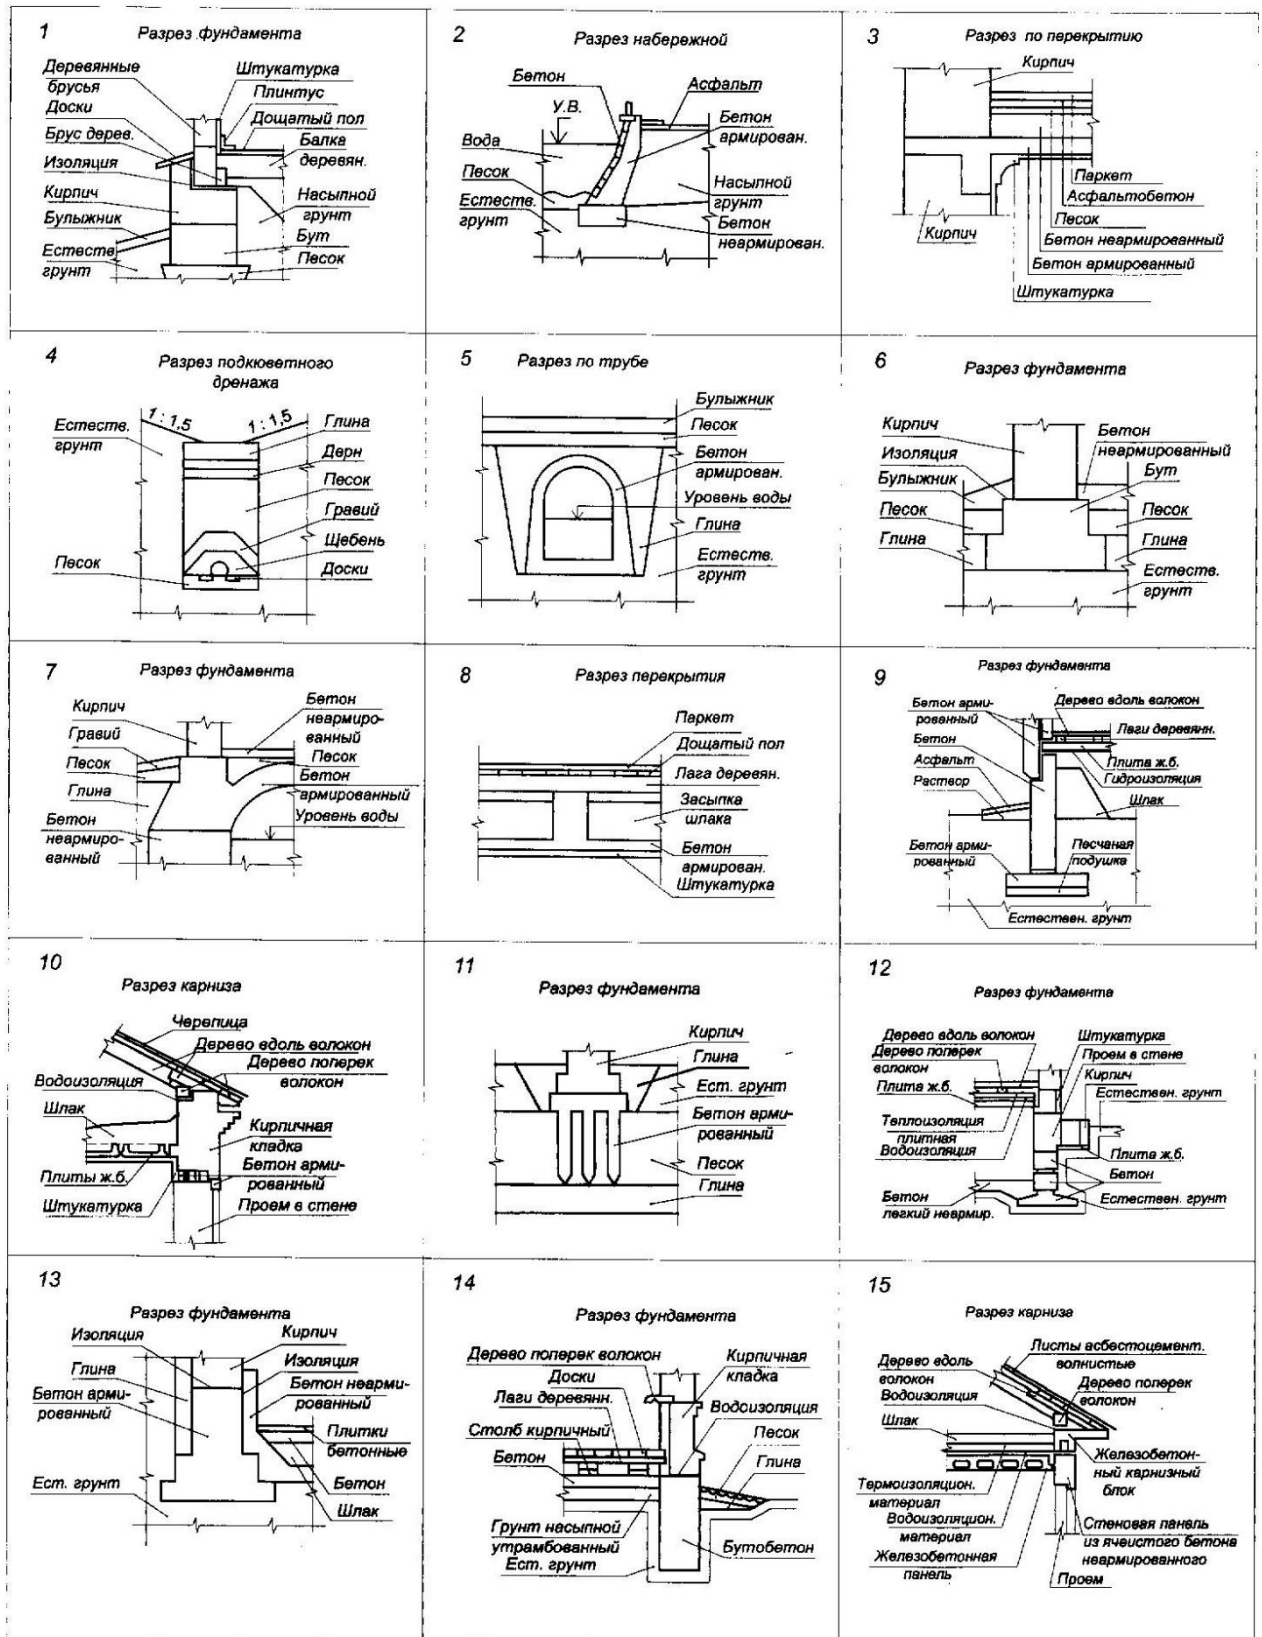 1
Разрез фундамента
Деревянные
брусья
Доски
Брус дерев.
Изоляция
Кирпич
Булыжник
Естеств.
грунт
Штукатурка
Плинтус
Дощатый пол
Балка
деревян.
Насыпной
грунт
Бут
Песок
2
Разрез набережной
Бетон
У.В.
Вода
Песок
Естеств.
грунт
Асфальт
Бетон
армирован.
Насыпной
грунт
Бетон
неармирован.
3
Разрез по перекрытию
Кирпич
Кирпич
Паркет
Асфальтобетон
Песок
Бетон неармированный
Бетон армированный
Штукатурка
4
Разрез подкюветного
дренажа
Естеств.
грунт
1 : 1,5
1 : 1,5
Песок
Глина
Дерн
Песок
Гравий
Щебень
Доски
5
Разрез по трубе
Булыжник
Песок
Бетон
армирован.
Уровень воды
Глина
Естеств.
грунт
6
Разрез фундамента
Кирпич
Изоляция
Булыжник
Песок
Глина
Бетон
неармированный
Бут
Песок
Глина
Естеств.
грунт
7
Разрез фундамента
Кирпич
Гравий
Песок
Глина
Бетон
неармиро-
ванный
Бетон
неармиро-
ванный
Песок
Бетон
армированный
Уровень воды
8
Разрез перекрытия
Паркет
Дощатый пол
Лага деревян.
Засыпка
шлака
Бетон
армирован.
Штукатурка
9
Разрез фундамента
Бетон арми-
рованный
Бетон
Асфальт
Раствор
Бетон арми-
рованный
Дерево вдоль волокон
Лаги деревянн.
Плита ж.б.
Гидроизоляция
Шлак
Песчаная
подушка
Естествен. грунт
10
Разрез карниза
Черепица
Дерево вдоль волокон
Дерево поперек
волокон
Водоизоляция
Шлак
Плиты ж.б.
Штукатурка
Кирпичная
кладка
Бетон арми-
рованный
Проем в стене
11
Разрез фундамента
Кирпич
Глина
Ест. грунт
Бетон арми-
рованный
Песок
Глина
12
Разрез фундамента
Дерево вдоль волокон
Дерево поперек
волокон
Плита ж.б.
Теплоизоляция
плитная
Водоизоляция
Бетон
легкий неармир.
Штукатурка
Проем в стене
Кирпич
Естествен. грунт
Плита ж.б.
Бетон
Естествен. грунт
13
Разрез фундамента
Изоляция
Глина
Бетон арми-
рованный
Ест. грунт
Кирпич
Изоляция
Бетон неарми-
рованный
Плитки
бетонные
Бетон
Шлак
14
Разрез фундамента
Дерево поперек волокон
Доски
Лаги деревянн.
Столб кирпичный
Бетон
Грунт насыпной
утрамбованный
Ест. грунт
Кирпичная
кладка
Водоизоляция
Песок
Глина
Бутобетон
15
Разрез карниза
Листы асбестоцемент.
волнистые
Дерево вдоль
волокон
Водоизоляция
Шлак
Дерево поперек
волокон
Железобетон-
ный карнизный
блок
Термоизоляцион.
материал
Водоизоляцион.
материал
Железобетонная
панель
Стеновая панель
из ячеистого бетона
неармированного
Проем